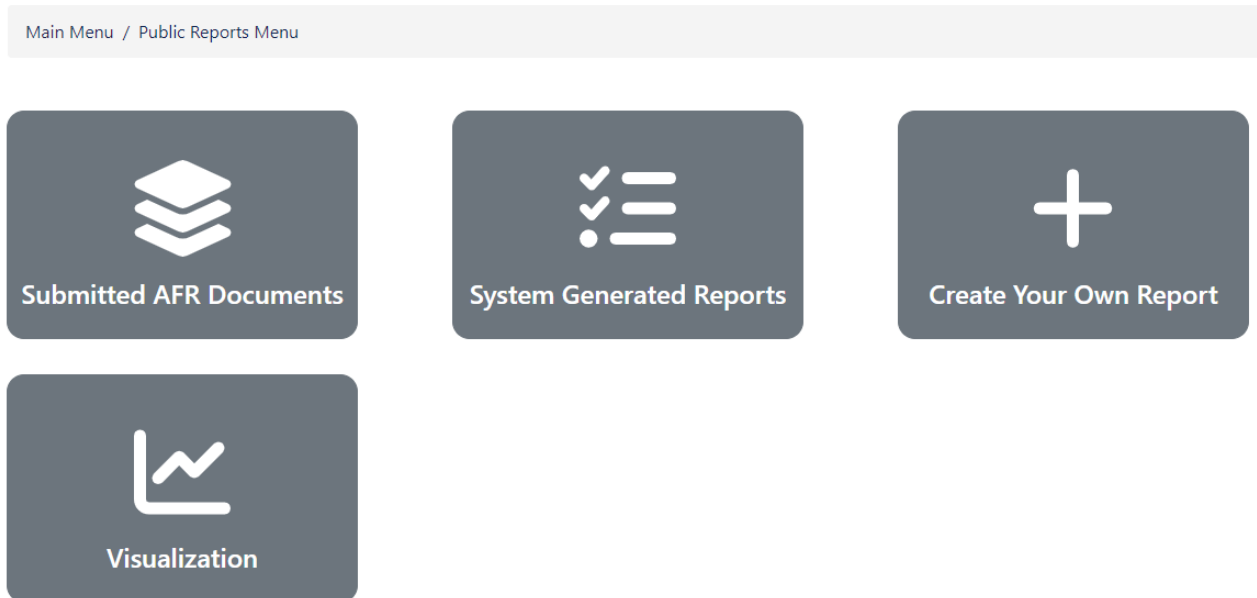 Main Menu / Public Reports Menu
Submitted AFR Documents
System Generated Reports
Create Your Own Report
Visualization